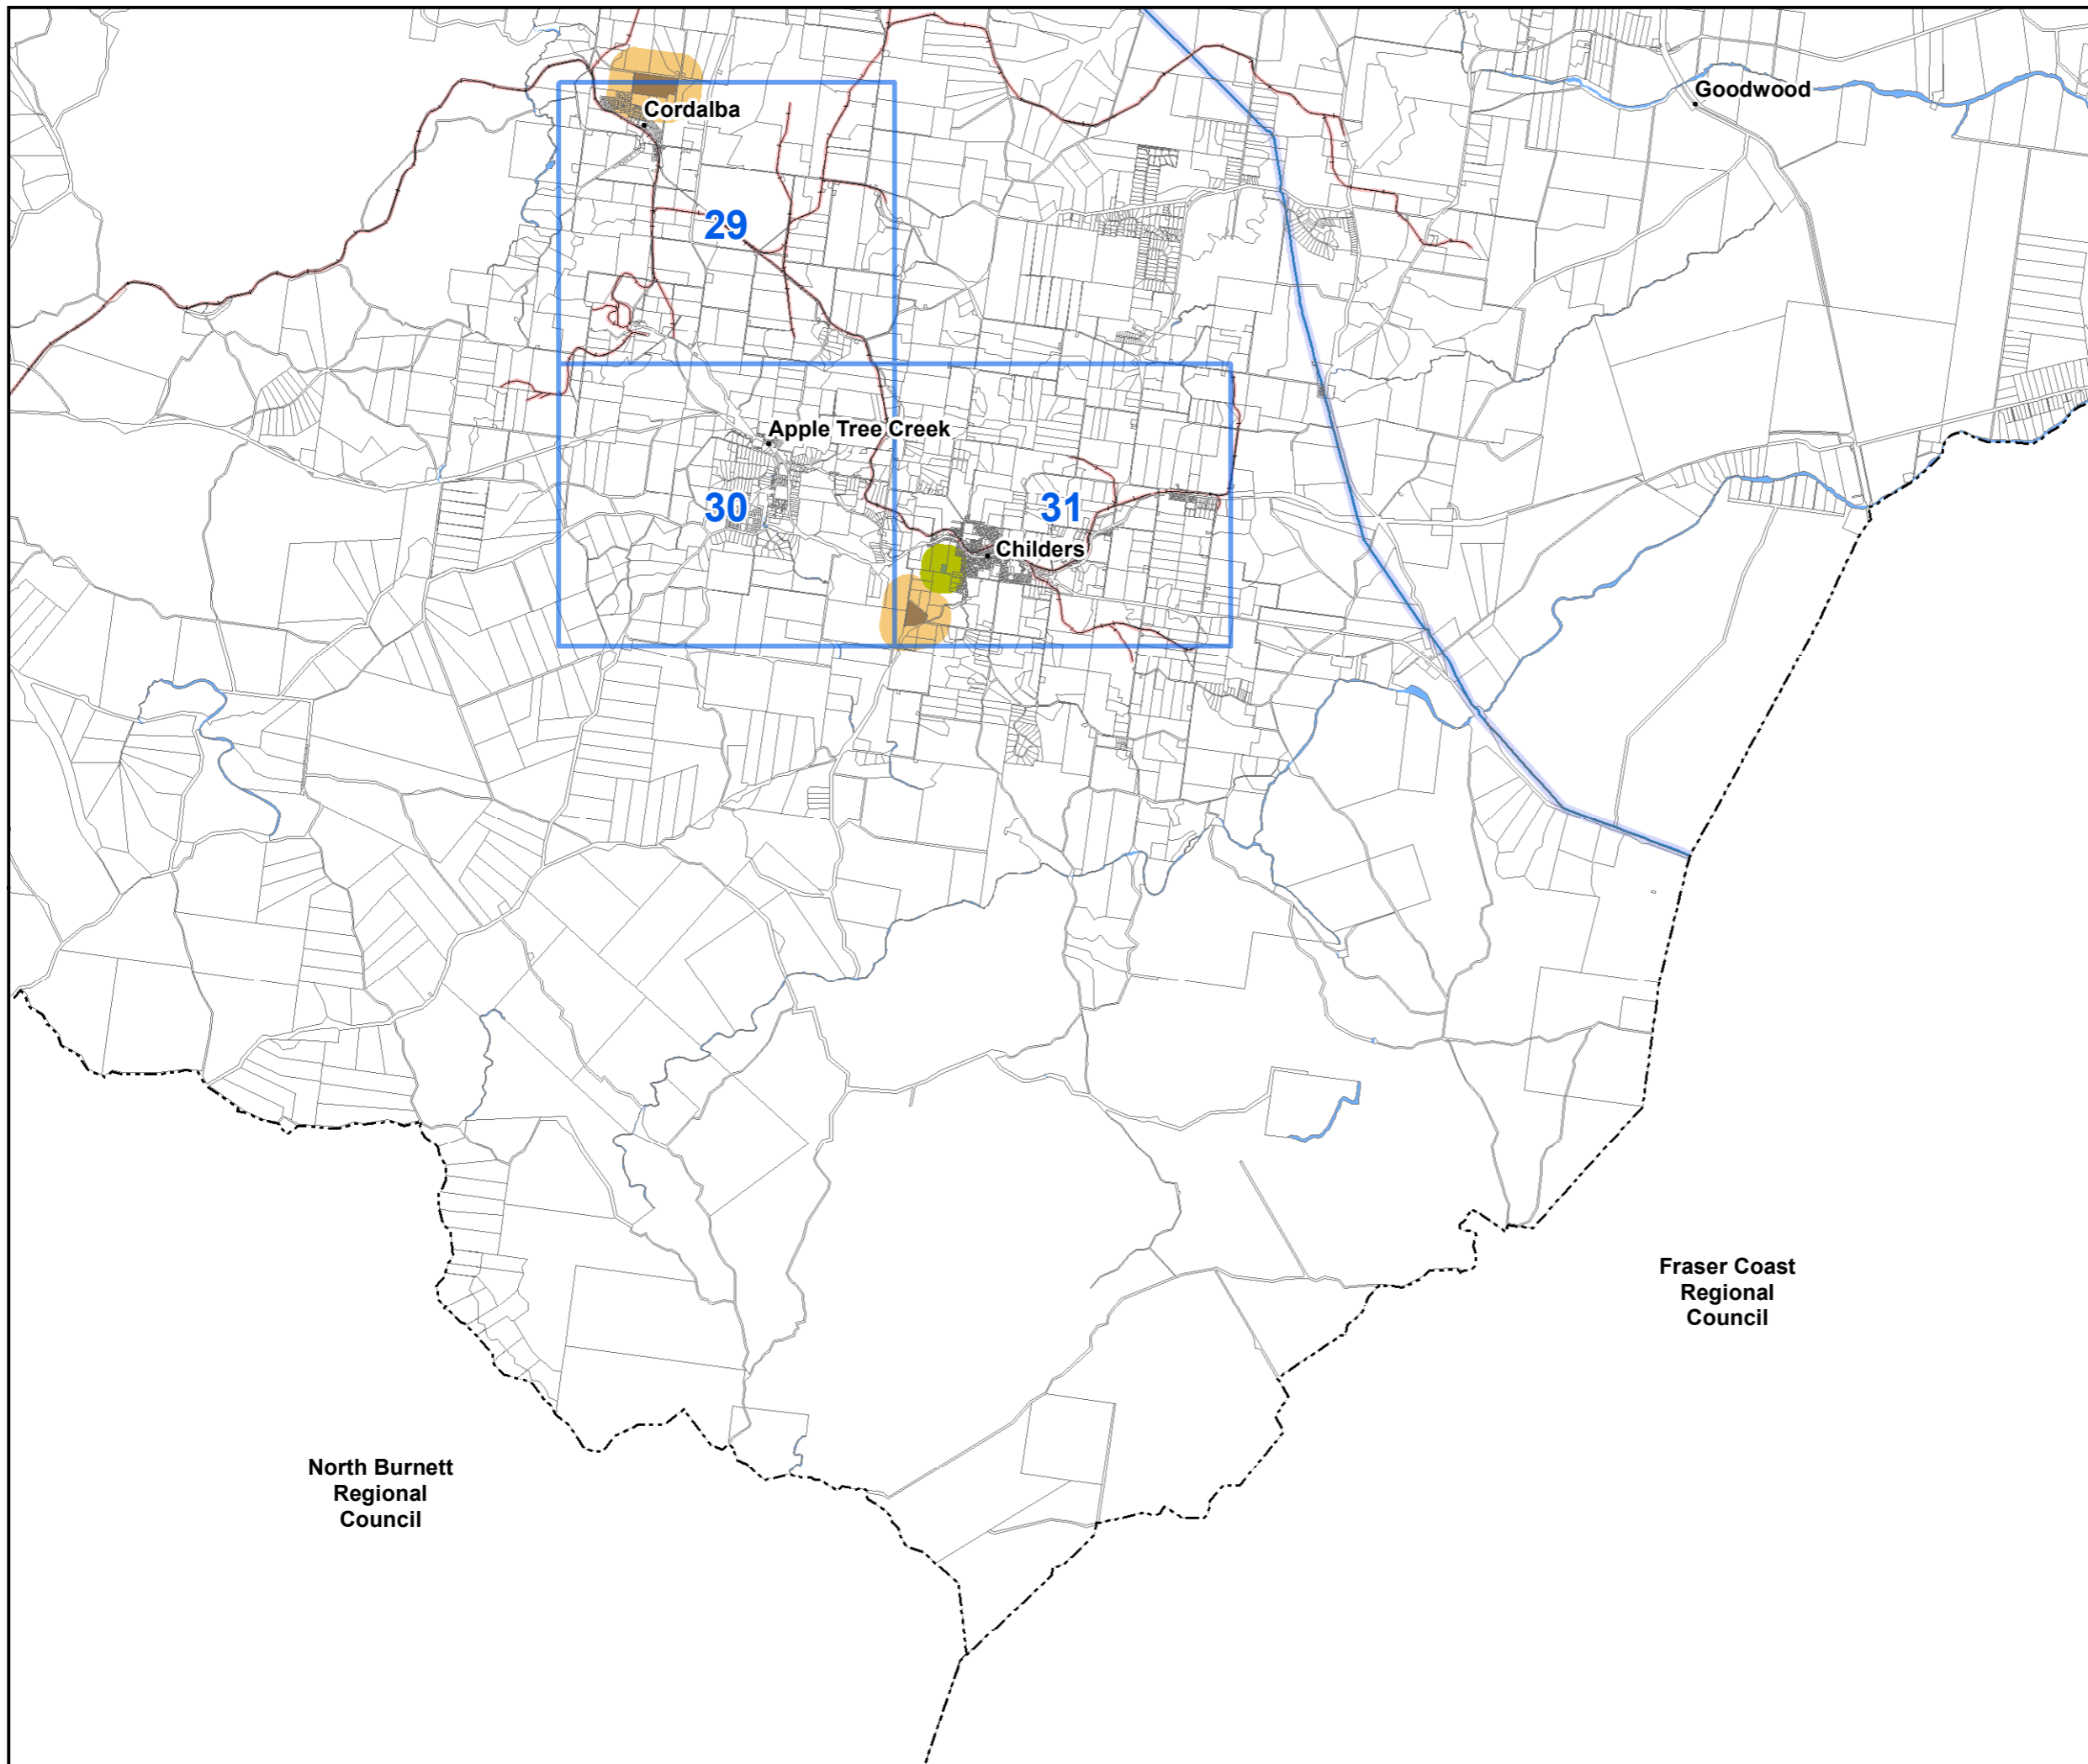 Goodwood
Cordalba
29
Apple Tree Creek
30
31
Childers
Fraser Coast
Regional
Council
North Burnett
Regional
Council